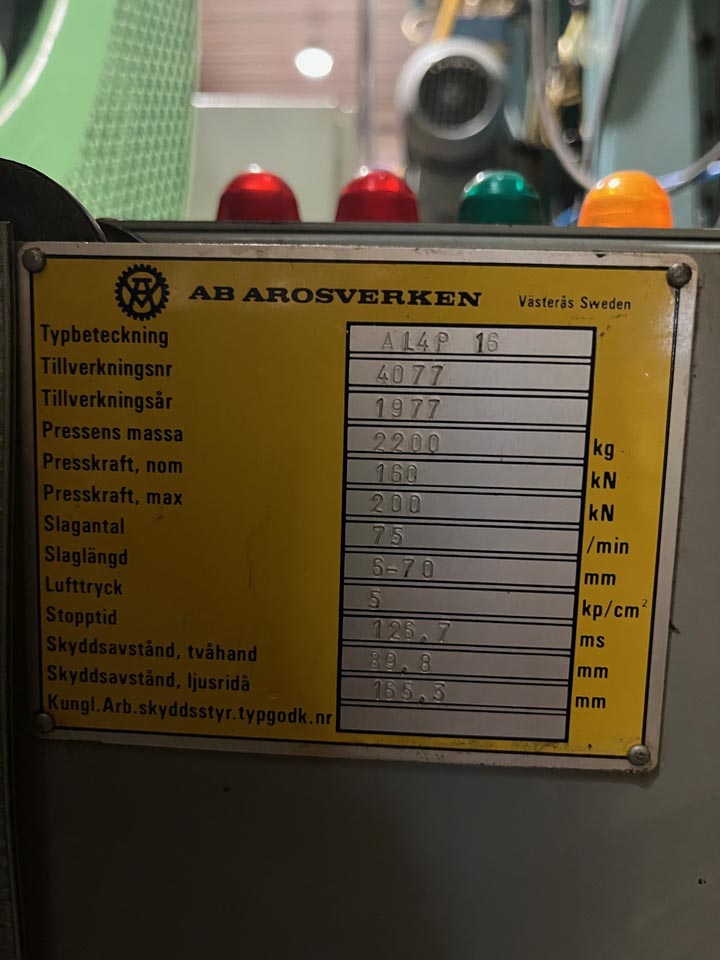 AB AROSVERKEN Västerås Sweden
Typbeteckning AL4P 16
Tillverkningsnr 4077
Tillverkningsår 1977
Pressens massa 2200 kg
Presskraft, nom 160 kN
Presskraft, max 200 kN
Slagantal 75 /min
Slaglängd 6-70 mm
Lufttryck 5 kp/cm²
Stopptid 126,7 ms
Skyddsavstånd, tvåhand 89,8 mm
Skyddsavstånd, ljusridå 165,3 mm
Kungl.Arb.skyddsstyr.typgodk.nr